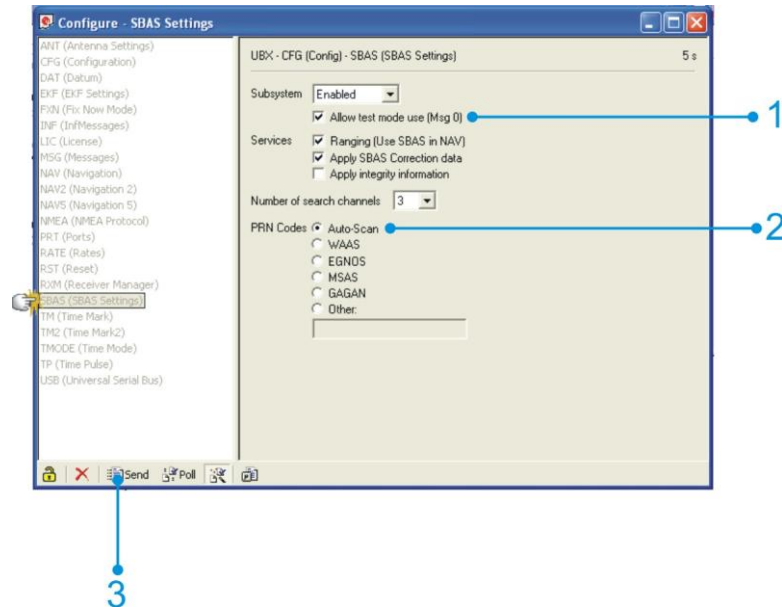 Configure - SBAS Settings
ANT (Antenna Settings)
CFG (Configuration)
DAT (Datum)
EKF (EKF Settings)
FXN (Fix Now Mode)
INF (InfMessages)
LIC (License)
MSG (Messages)
NAV (Navigation)
NAV2 (Navigation 2)
NAV5 (Navigation 5)
NMEA (NMEA Protocol)
PRT (Ports)
RATE (Rates)
RST (Reset)
RXM (Receiver Manager)
SBAS (SBAS Settings)
TM (Time Mark)
TM2 (Time Mark2)
TMODE (Time Mode)
TP (Time Pulse)
USB (Universal Serial Bus)
UBX - CFG (Config) - SBAS (SBAS Settings) 5 s
Subsystem Enabled
Allow test mode use (Msg 0) 1
Services Ranging (Use SBAS in NAV)
Apply SBAS Correction data
Apply integrity information
Number of search channels 3
PRN Codes Auto-Scan 2
WAAS
EGNOS
MSAS
GAGAN
Other:
Send Poll
3